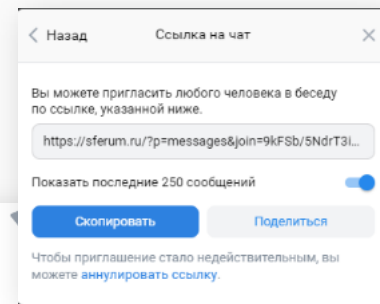 Назад
Ссылка на чат
Вы можете пригласить любого человека в беседу
по ссылке, указанной ниже.
https://sferum.ru/?p=messages&join=9kFSb/5NdrT3i...
Показать последние 250 сообщений
Скопировать
Поделиться
Чтобы приглашение стало недействительным, вы
можете аннулировать ссылку.